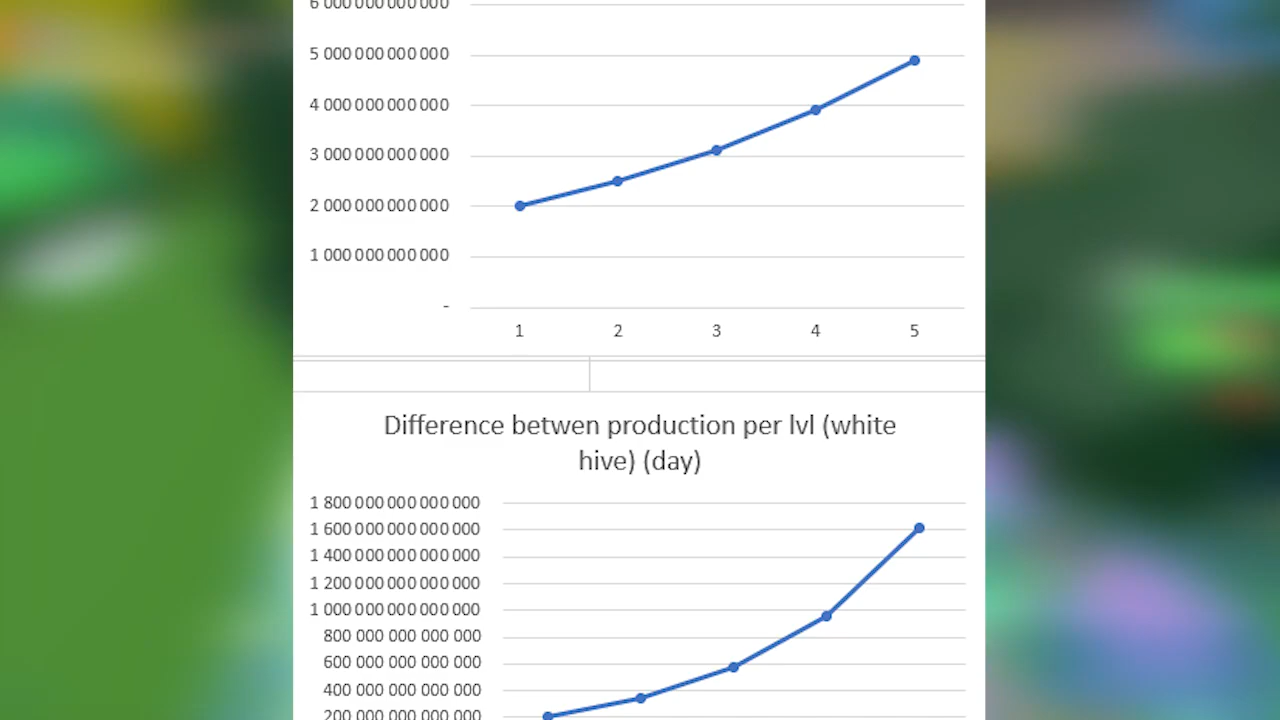 6 000 000 000 000
5 000 000 000 000
4 000 000 000 000
3 000 000 000 000
2 000 000 000 000
1 000 000 000 000
-
1 2 3 4 5
Difference betwen production per lvl (white
hive) (day)
1 800 000 000 000 000
1 600 000 000 000 000
1 400 000 000 000 000
1 200 000 000 000 000
1 000 000 000 000 000
800 000 000 000 000
600 000 000 000 000
400 000 000 000 000
200 000 000 000 000